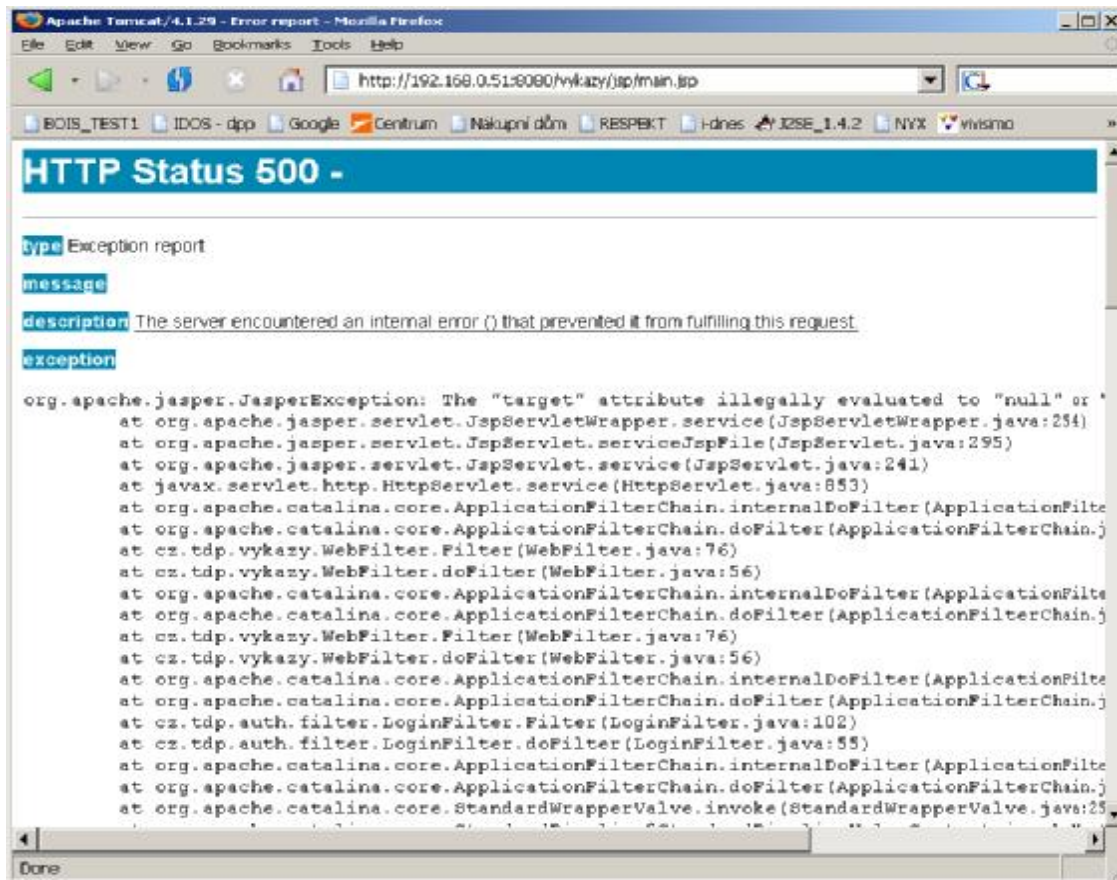 Apache Tomcat/4.1.29 - Error report - Mozilla Firefox
File Edit View Go Bookmarks Tools Help
http://192.168.0.51:8080/vykazy/jsp/main.jsp
BOIS_TEST1 IDOS - dpp Google Centrum Nákupní dům RESPEKT i-dnes J2SE_1.4.2 NYX vivisimo »
HTTP Status 500 -
type Exception report
message
description The server encountered an internal error () that prevented it from fulfilling this request.
exception
org.apache.jasper.JasperException: The "target" attribute illegally evaluated to "null" or "
at org.apache.jasper.servlet.JspServletWrapper.service(JspServletWrapper.java:254)
at org.apache.jasper.servlet.JspServlet.serviceJspFile(JspServlet.java:295)
at org.apache.jasper.servlet.JspServlet.service(JspServlet.java:241)
at javax.servlet.http.HttpServlet.service(HttpServlet.java:853)
at org.apache.catalina.core.ApplicationFilterChain.internalDoFilter(ApplicationFilte
at org.apache.catalina.core.ApplicationFilterChain.doFilter(ApplicationFilterChain.j
at cz.tdp.vykazy.WebFilter.Filter(WebFilter.java:76)
at cz.tdp.vykazy.WebFilter.doFilter(WebFilter.java:56)
at org.apache.catalina.core.ApplicationFilterChain.internalDoFilter(ApplicationFilte
at org.apache.catalina.core.ApplicationFilterChain.doFilter(ApplicationFilterChain.j
at cz.tdp.vykazy.WebFilter.Filter(WebFilter.java:76)
at cz.tdp.vykazy.WebFilter.doFilter(WebFilter.java:56)
at org.apache.catalina.core.ApplicationFilterChain.internalDoFilter(ApplicationFilte
at org.apache.catalina.core.ApplicationFilterChain.doFilter(ApplicationFilterChain.j
at cz.tdp.auth.filter.LoginFilter.Filter(LoginFilter.java:102)
at cz.tdp.auth.filter.LoginFilter.doFilter(LoginFilter.java:55)
at org.apache.catalina.core.ApplicationFilterChain.internalDoFilter(ApplicationFilte
at org.apache.catalina.core.ApplicationFilterChain.doFilter(ApplicationFilterChain.j
at org.apache.catalina.core.StandardWrapperValve.invoke(StandardWrapperValve.java:25
Done